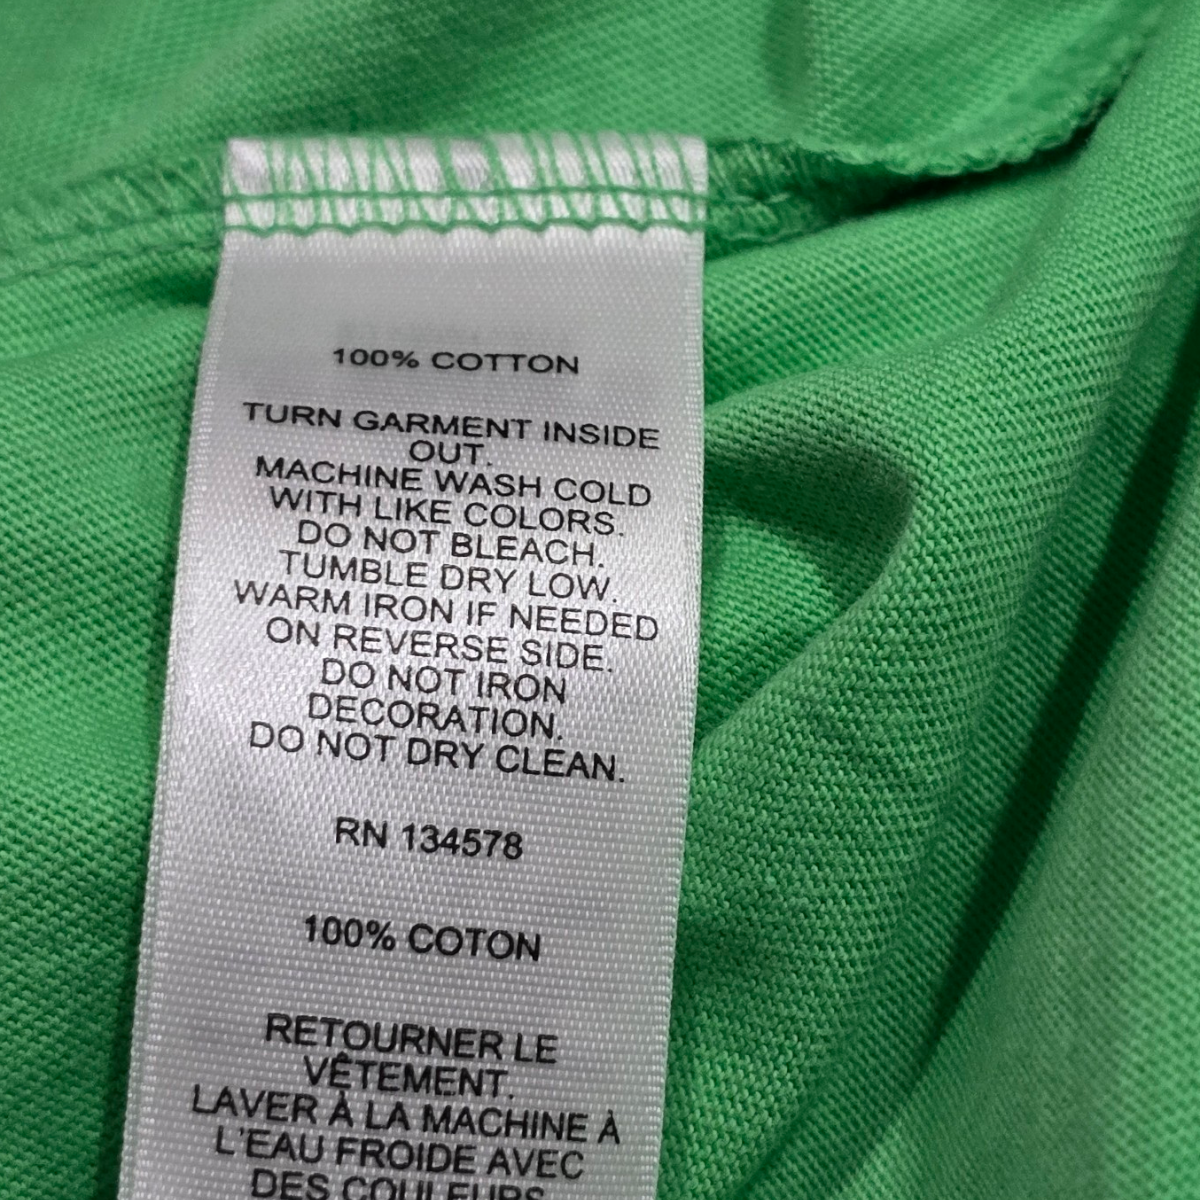 100% COTTON
TURN GARMENT INSIDE
OUT.
MACHINE WASH COLD
WITH LIKE COLORS.
DO NOT BLEACH.
TUMBLE DRY LOW.
WARM IRON IF NEEDED
ON REVERSE SIDE.
DO NOT IRON
DECORATION.
DO NOT DRY CLEAN.
RN 134578
100% COTON
RETOURNER LE
VÊTEMENT.
LAVER À LA MACHINE À
L'EAU FROIDE AVEC
DES COULEURS